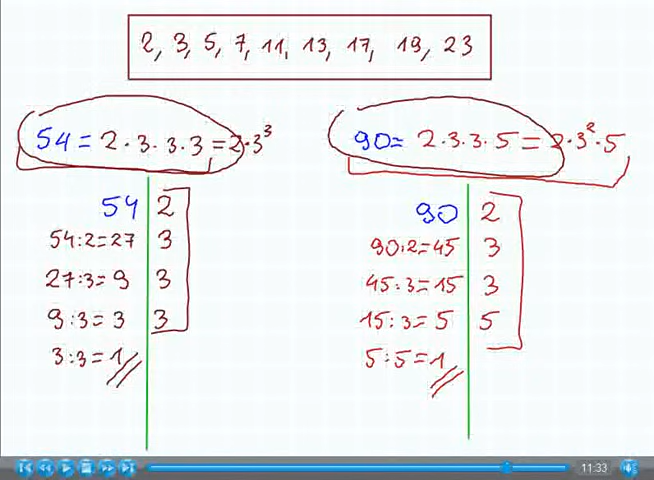 2, 3, 5, 7, 11, 13, 17, 19, 23
54 = 2 · 3 · 3 · 3 = 2 · 3³
54 | 2
54:2=27 | 3
27:3=9 | 3
9:3=3 | 3
3:3=1
90= 2·3·3·5 = 2·3²·5
90 | 2
90:2=45 | 3
45:3=15 | 3
15:3=5 | 5
5:5=1
11:33